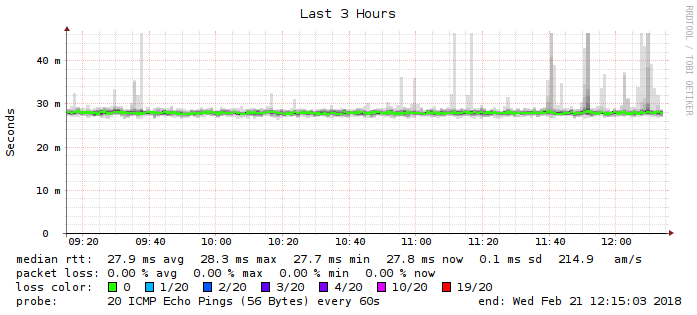 Last 3 Hours
RRDTOOL / TOBI OETIKER
Seconds
40 m
30 m
20 m
10 m
0
09:20 09:40 10:00 10:20 10:40 11:00 11:20 11:40 12:00
median rtt: 27.9 ms avg 28.3 ms max 27.7 ms min 27.8 ms now 0.1 ms sd 214.9 am/s
packet loss: 0.00 % avg 0.00 % max 0.00 % min 0.00 % now
loss color: 0 1/20 2/20 3/20 4/20 10/20 19/20
probe: 20 ICMP Echo Pings (56 Bytes) every 60s end: Wed Feb 21 12:15:03 2018